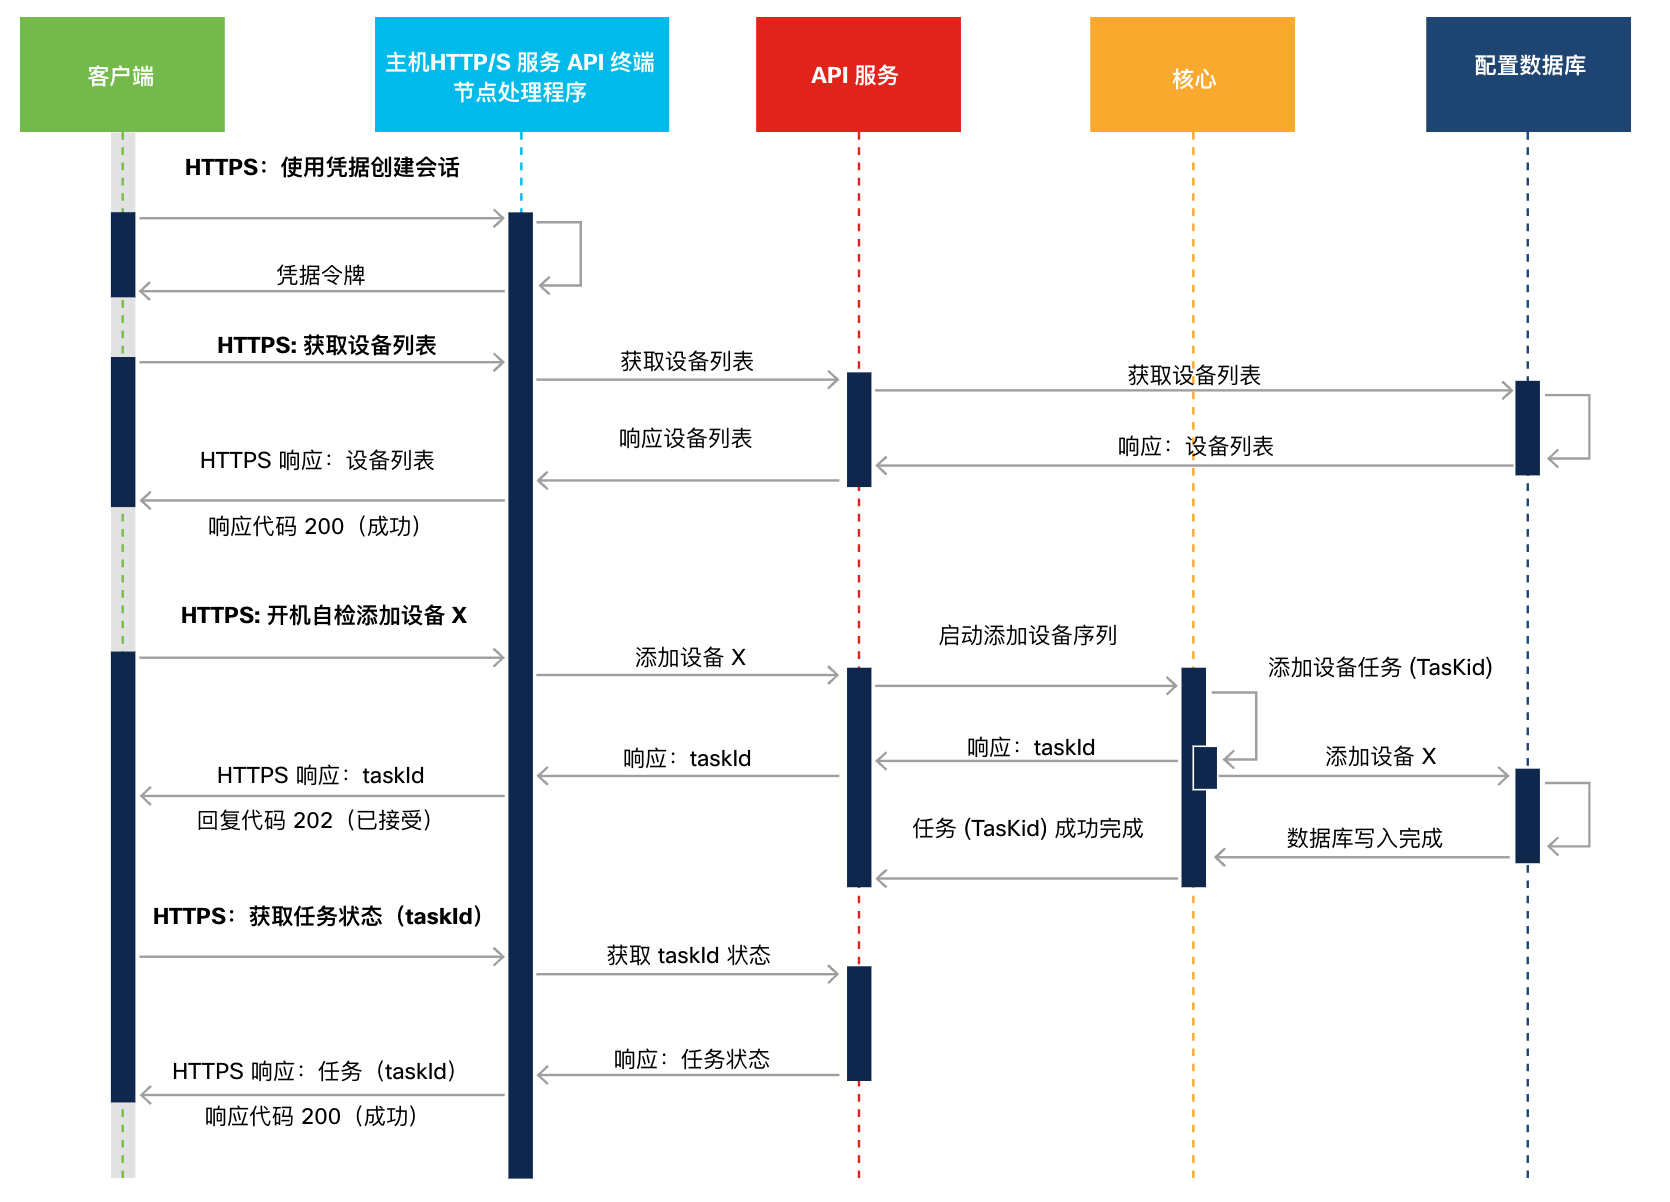 客户端
主机HTTP/S 服务 API 终端
节点处理程序
API 服务
核心
配置数据库
HTTPS：使用凭据创建会话
凭据令牌
HTTPS: 获取设备列表
获取设备列表
获取设备列表
响应设备列表
响应：设备列表
HTTPS 响应：设备列表
响应代码 200（成功）
HTTPS: 开机自检添加设备 X
添加设备 X
启动添加设备序列
添加设备任务 (TasKid)
响应：taskId
响应：taskId
添加设备 X
HTTPS 响应：taskId
回复代码 202（已接受）
任务 (TasKid) 成功完成
数据库写入完成
HTTPS：获取任务状态（taskId）
获取 taskId 状态
响应：任务状态
HTTPS 响应：任务（taskId）
响应代码 200（成功）